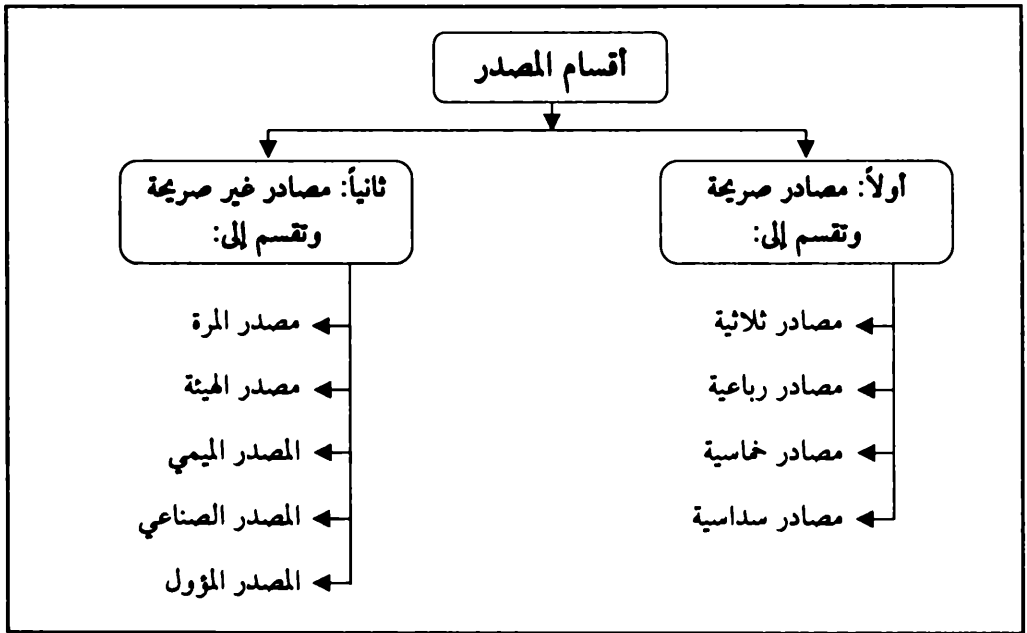 أقسام المصدر
أولاً: مصادر صريحة
وتقسم إلى:
مصادر ثلاثية
مصادر رباعية
مصادر خماسية
مصادر سداسية
ثانياً: مصادر غير صريحة
وتقسم إلى:
مصدر المرة
مصدر الهيئة
المصدر الميمي
المصدر الصناعي
المصدر المؤول